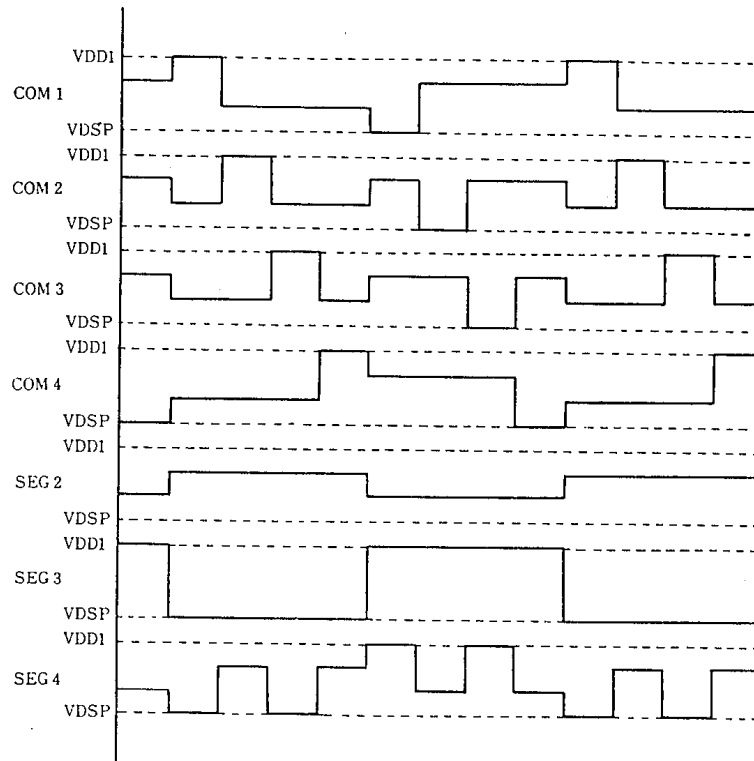 VDD1
COM 1
VDSP
VDD1
COM 2
VDSP
VDD1
COM 3
VDSP
VDD1
COM 4
VDSP
VDD1
SEG 2
VDSP
VDD1
SEG 3
VDSP
VDD1
SEG 4
VDSP